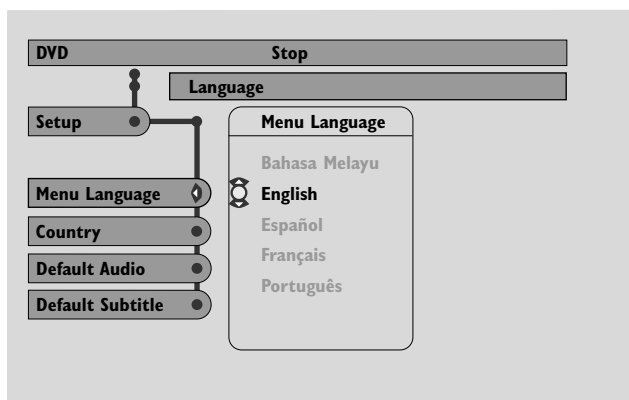 DVD Stop
Language
Setup
Menu Language
Bahasa Melayu
Menu Language
English
Country
Español
Default Audio
Français
Default Subtitle
Português